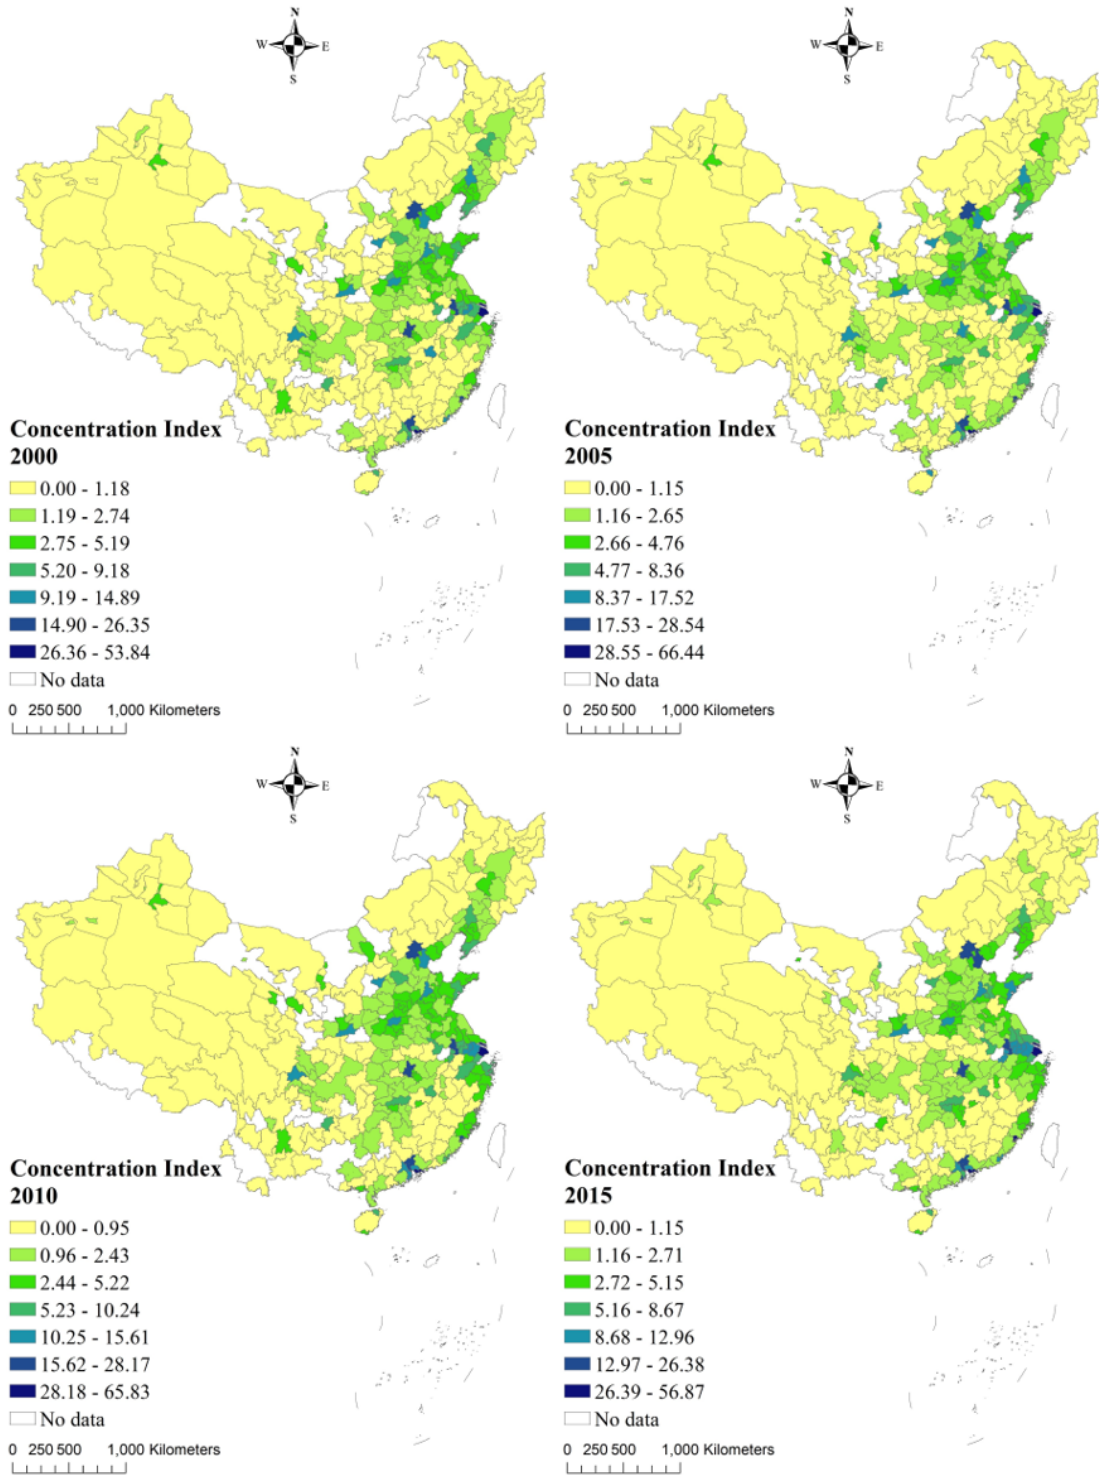 N
W E
S
Concentration Index
2000
0.00 - 1.18
1.19 - 2.74
2.75 - 5.19
5.20 - 9.18
9.19 - 14.89
14.90 - 26.35
26.36 - 53.84
No data
0 250 500 1,000 Kilometers
N
W E
S
Concentration Index
2005
0.00 - 1.15
1.16 - 2.65
2.66 - 4.76
4.77 - 8.36
8.37 - 17.52
17.53 - 28.54
28.55 - 66.44
No data
0 250 500 1,000 Kilometers
N
W E
S
Concentration Index
2010
0.00 - 0.95
0.96 - 2.43
2.44 - 5.22
5.23 - 10.24
10.25 - 15.61
15.62 - 28.17
28.18 - 65.83
No data
0 250 500 1,000 Kilometers
N
W E
S
Concentration Index
2015
0.00 - 1.15
1.16 - 2.71
2.72 - 5.15
5.16 - 8.67
8.68 - 12.96
12.97 - 26.38
26.39 - 56.87
No data
0 250 500 1,000 Kilometers